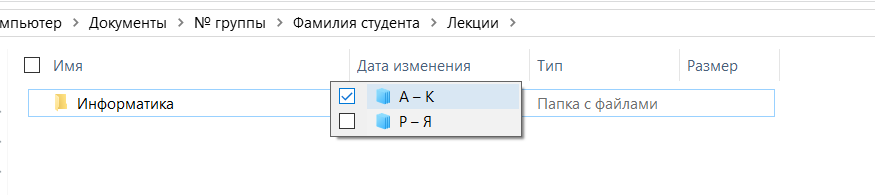 мпьютер > Документы > № группы > Фамилия студента > Лекции >
Имя Дата изменения Тип Размер
А – К
Информатика Папка с файлами
Р – Я